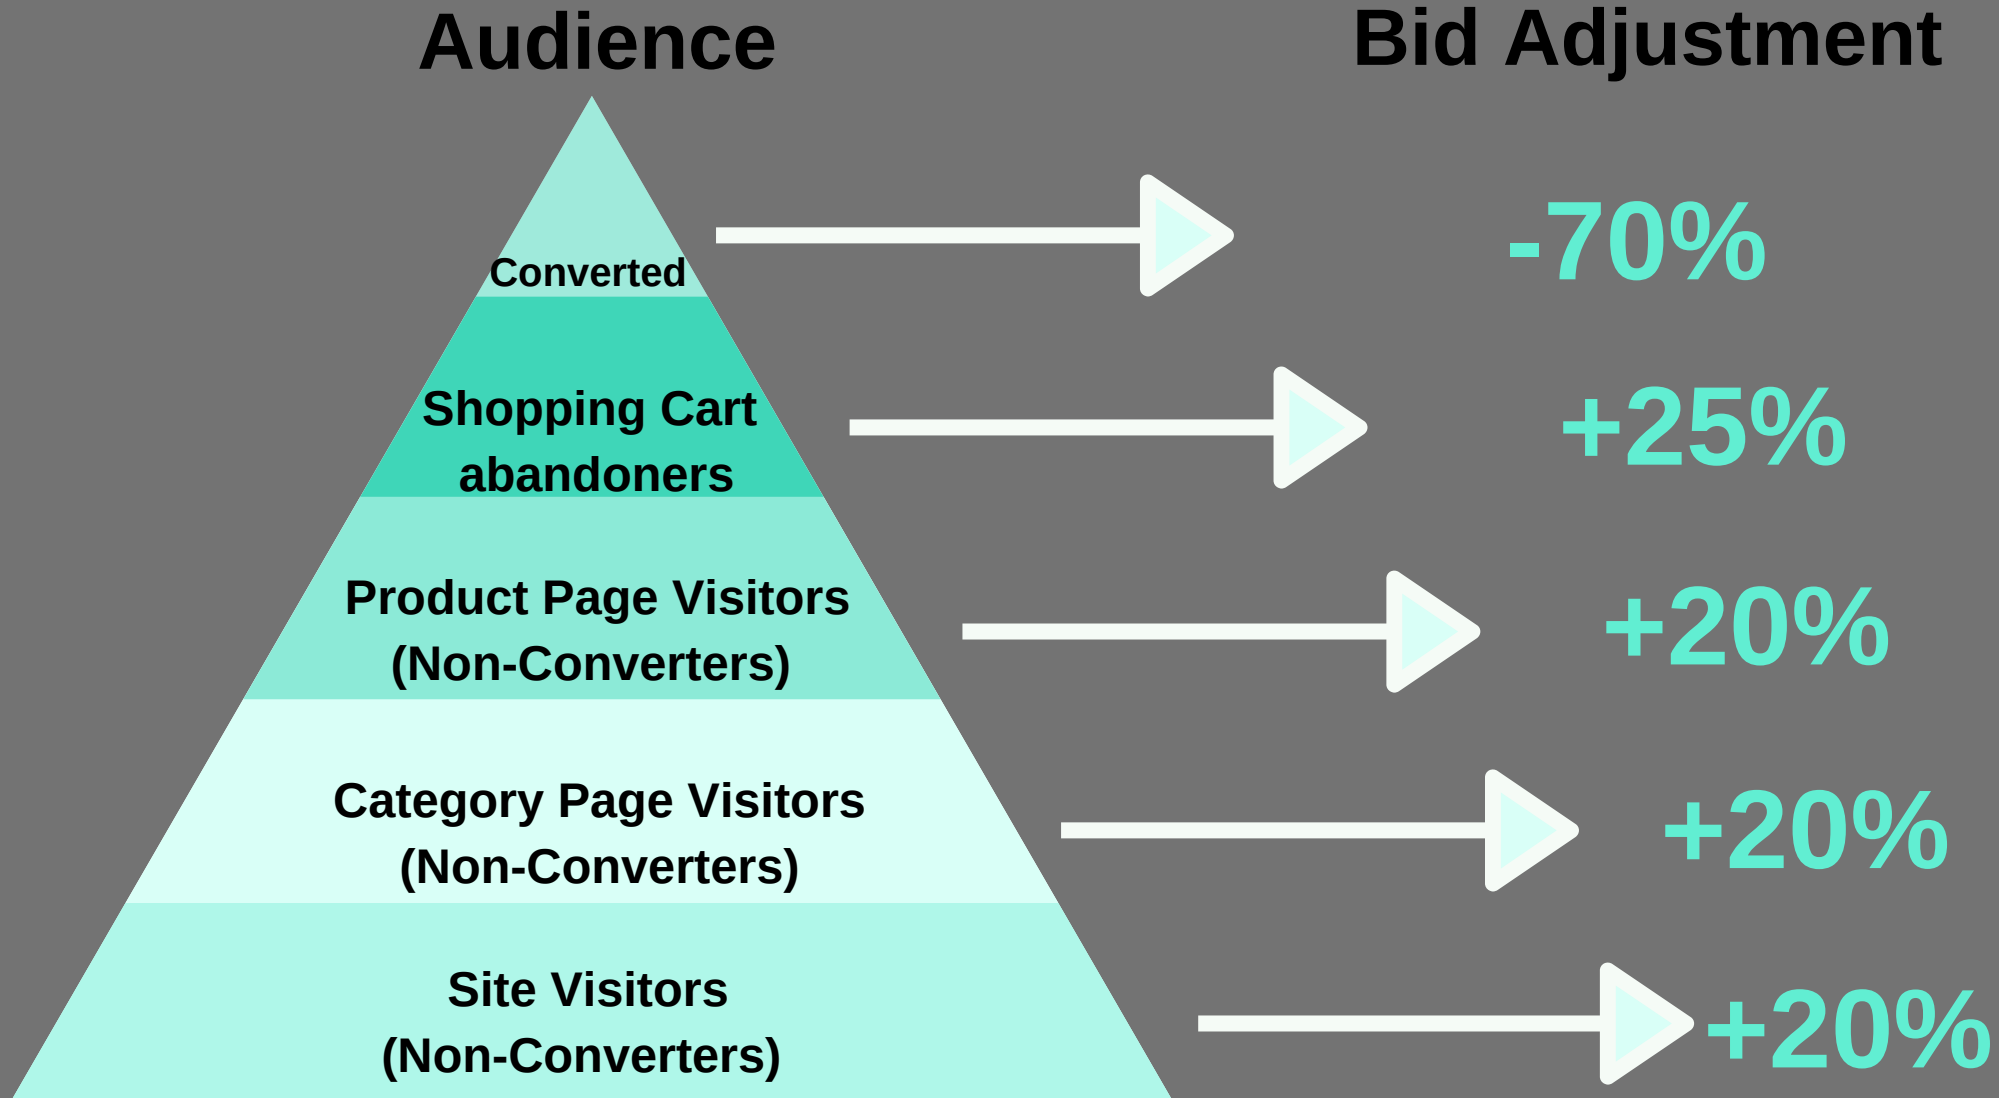 Audience
Bid Adjustment
Converted
-70%
Shopping Cart
abandoners
+25%
Product Page Visitors
(Non-Converters)
+20%
Category Page Visitors
(Non-Converters)
+20%
Site Visitors
(Non-Converters)
+20%